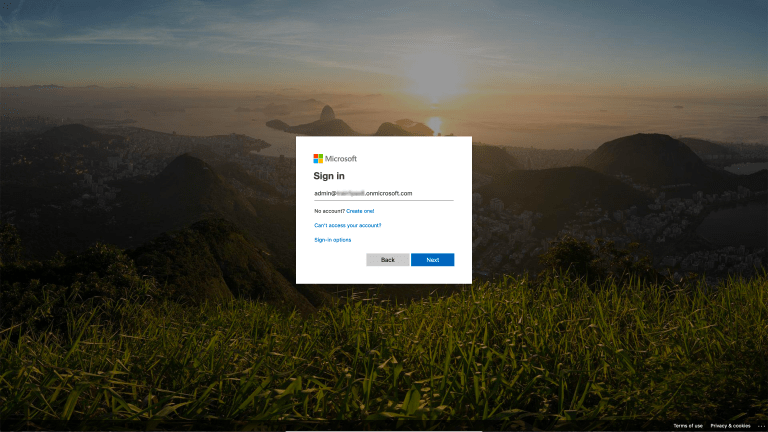 Microsoft
Sign in
admin@ .onmicrosoft.com
No account? Create one!
Can't access your account?
Sign-in options
Back Next
Terms of use Privacy & cookies ...